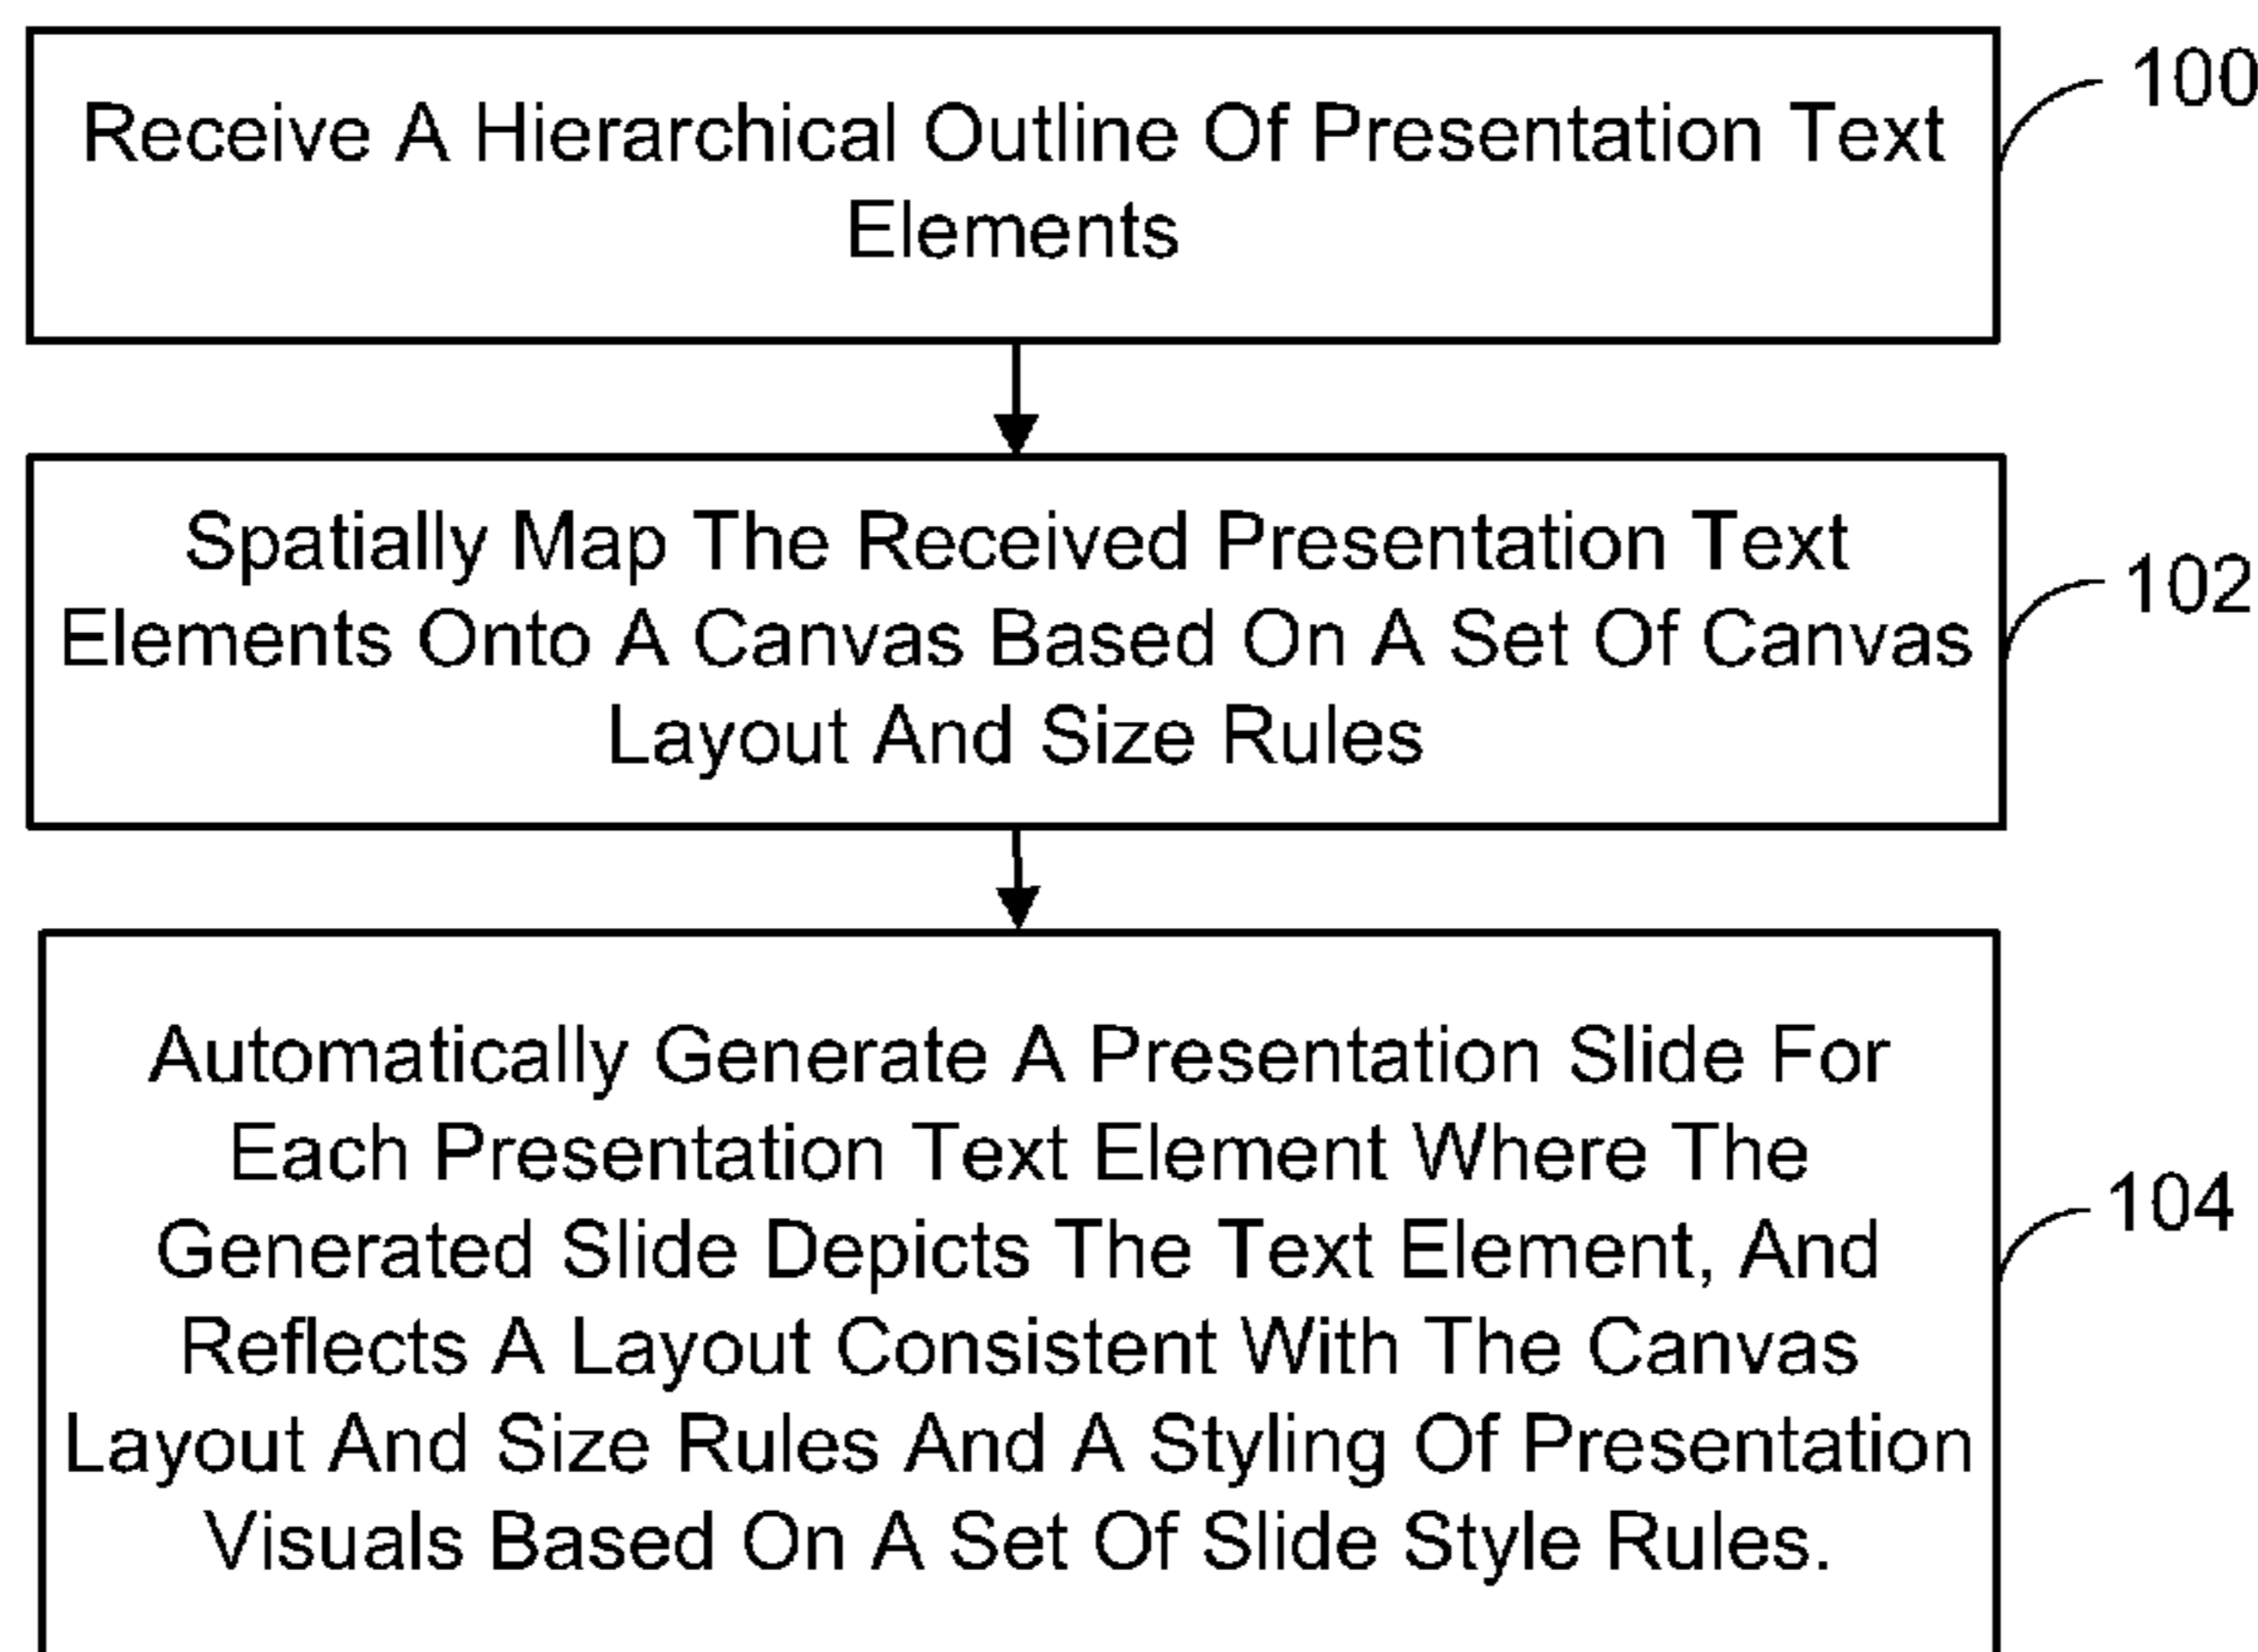 Receive A Hierarchical Outline Of Presentation Text
Elements
100
Spatially Map The Received Presentation Text
Elements Onto A Canvas Based On A Set Of Canvas
Layout And Size Rules
102
Automatically Generate A Presentation Slide For
Each Presentation Text Element Where The
Generated Slide Depicts The Text Element, And
Reflects A Layout Consistent With The Canvas
Layout And Size Rules And A Styling Of Presentation
Visuals Based On A Set Of Slide Style Rules.
104